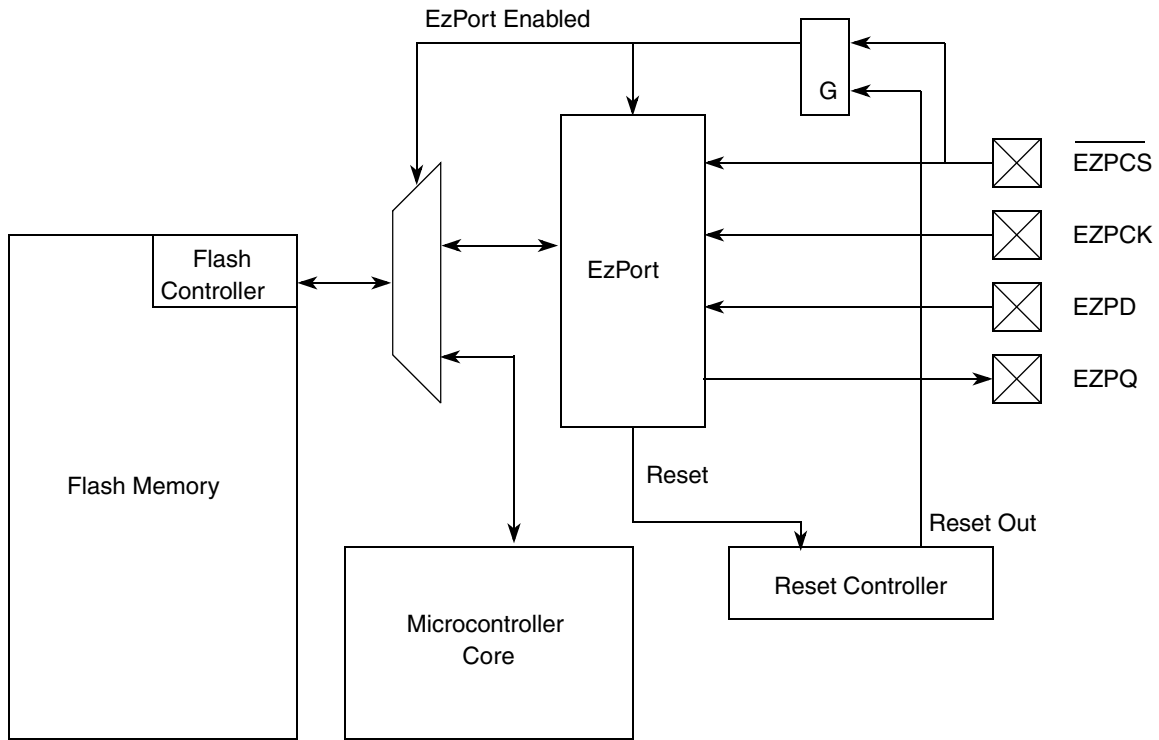 EzPort Enabled
G
EZPCS
EZPCK
Flash
Controller
EzPort
EZPD
EZPQ
Flash Memory
Reset
Reset Out
Reset Controller
Microcontroller
Core